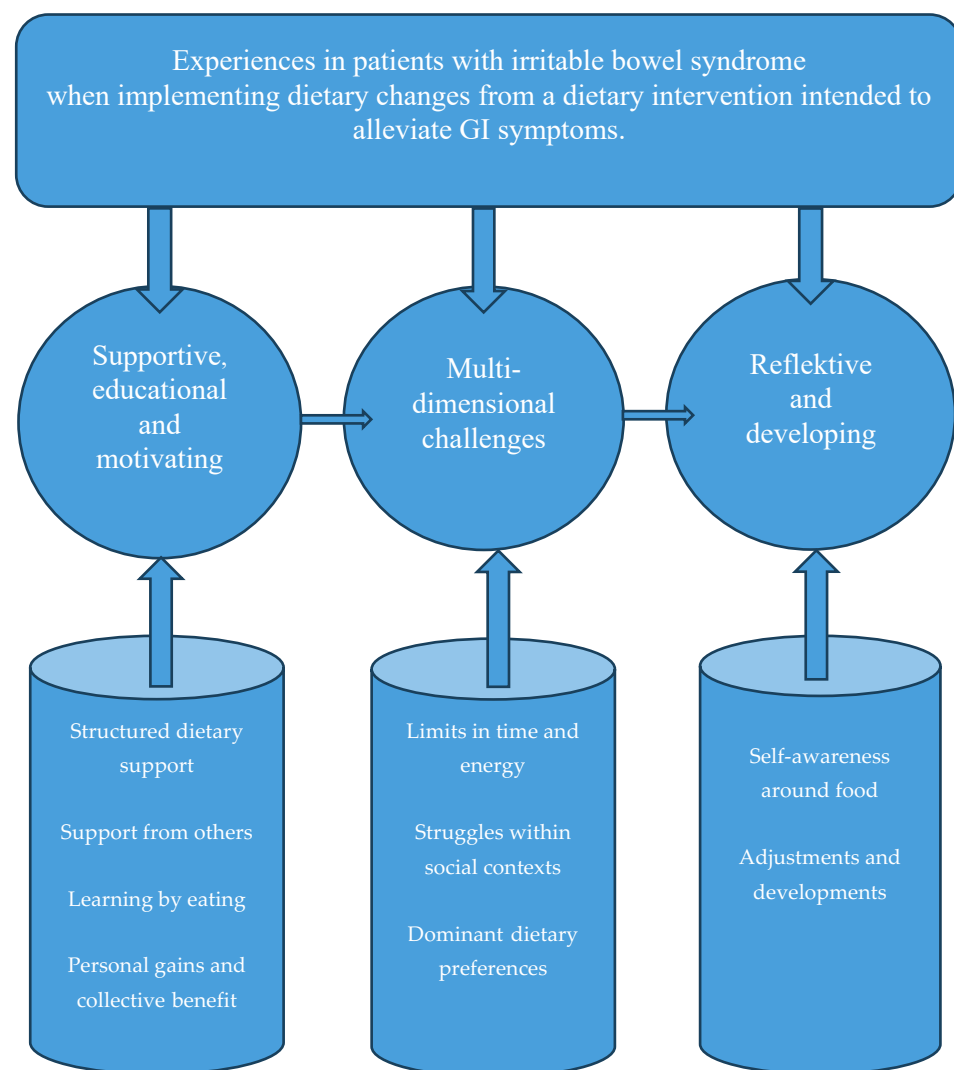 Experiences in patients with irritable bowel syndrome
when implementing dietary changes from a dietary intervention intended to
alleviate GI symptoms.
Supportive,
educational
and
motivating
Multi-
dimensional
challenges
Reflektive
and
developing
Structured dietary
support
Support from others
Learning by eating
Personal gains and
collective benefit
Limits in time and
energy
Struggles within
social contexts
Dominant dietary
preferences
Self-awareness
around food
Adjustments and
developments